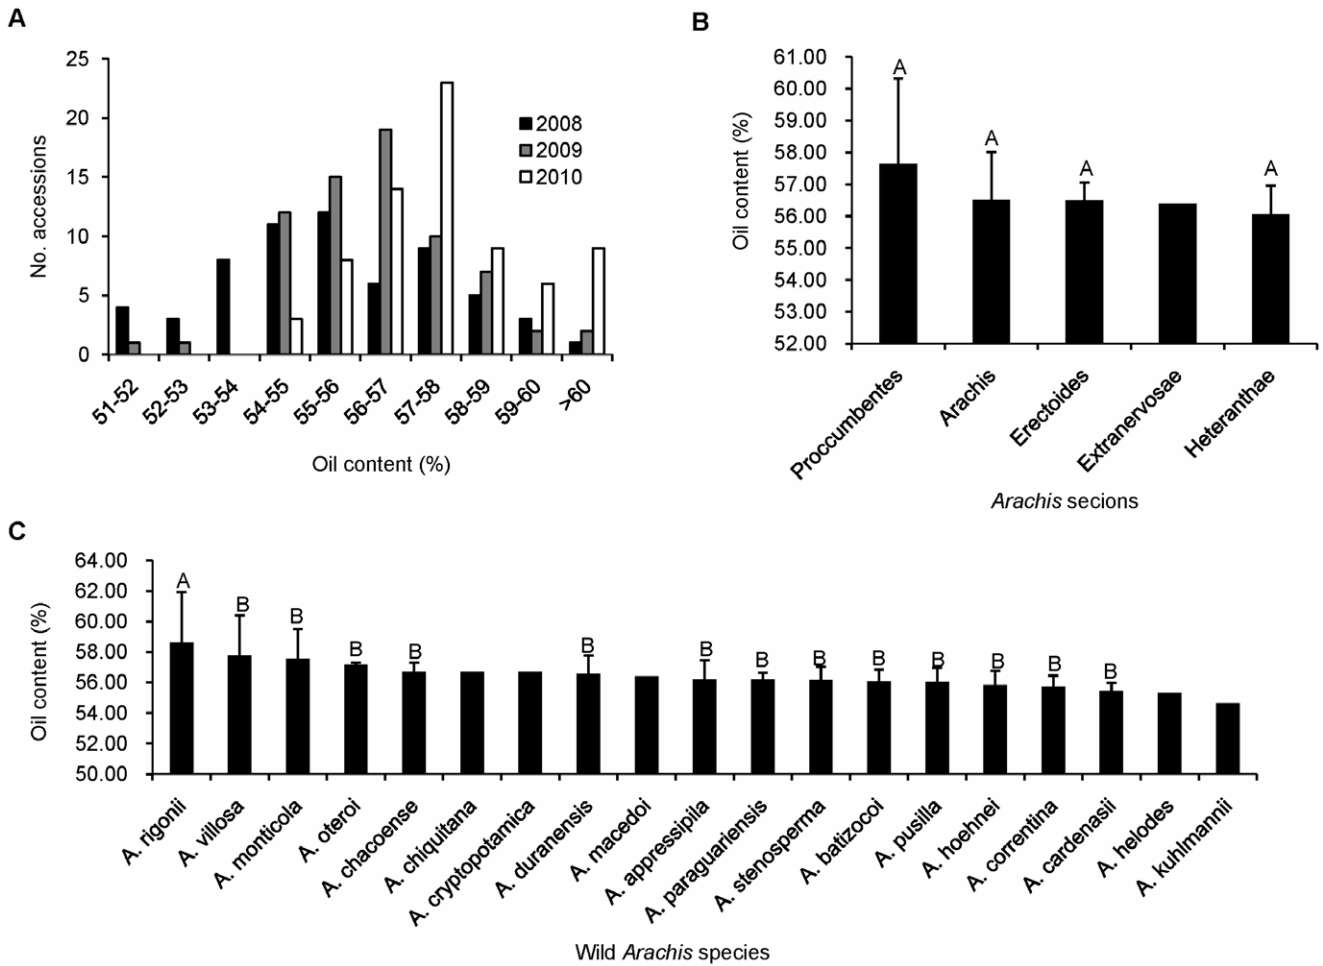 A
25
20
15
10
5
0
No. accessions
2008
2009
2010
51-52
52-53
53-54
54-55
55-56
56-57
57-58
58-59
59-60
>60
Oil content (%)
B
61.00
60.00
59.00
58.00
57.00
56.00
55.00
54.00
53.00
52.00
Oil content (%)
A
A
A
A
Proccumbentes
Arachis
Erectoides
Extranervosae
Heteranthae
Arachis secions
C
64.00
62.00
60.00
58.00
56.00
54.00
52.00
50.00
Oil content (%)
A
B
B
B
B
B
B
B
B
B
B
B
B
B
A. rigonii
A. villosa
A. monticola
A. oteroi
A. chacoense
A. chiquitana
A. cryptopotamica
A. duranensis
A. macedoi
A. appressipila
A. paraguariensis
A. stenosperma
A. batizocoi
A. pusilla
A. hoehnei
A. correntina
A. cardenasii
A. helodes
A. kuhlmannii
Wild Arachis species